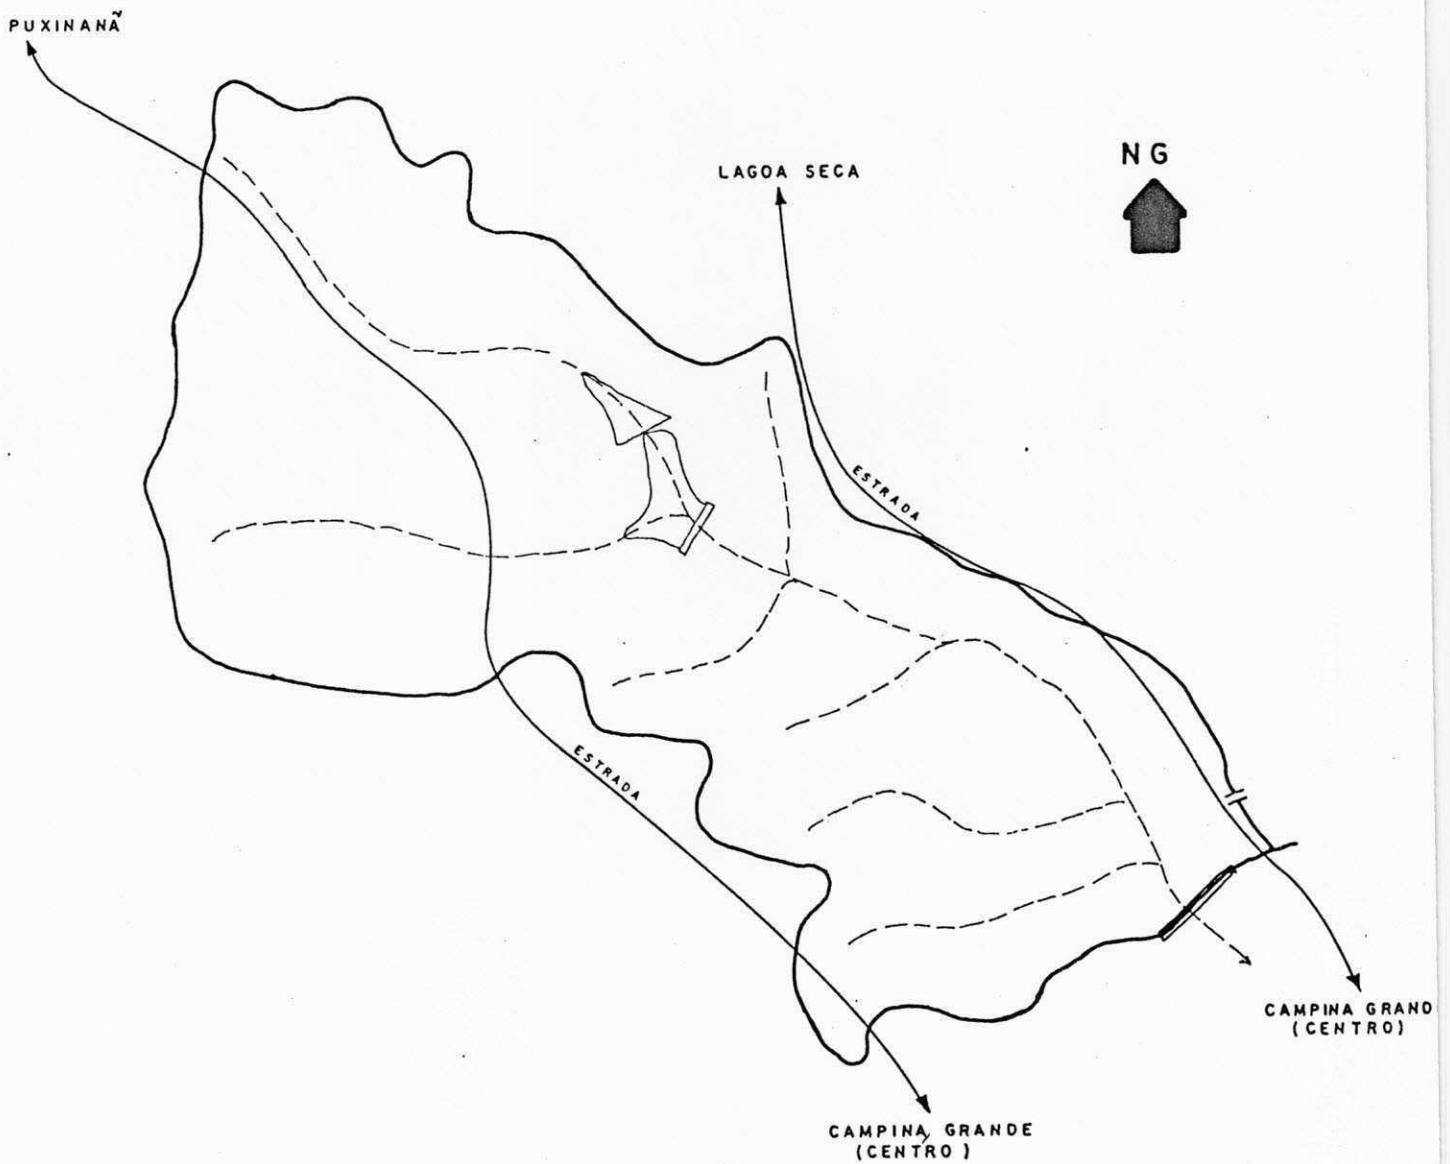 PUXINANÃ
NG
LAGOA SECA
ESTRADA
ESTRADA
CAMPINA GRAND
(CENTRO)
CAMPINA GRANDE
(CENTRO)